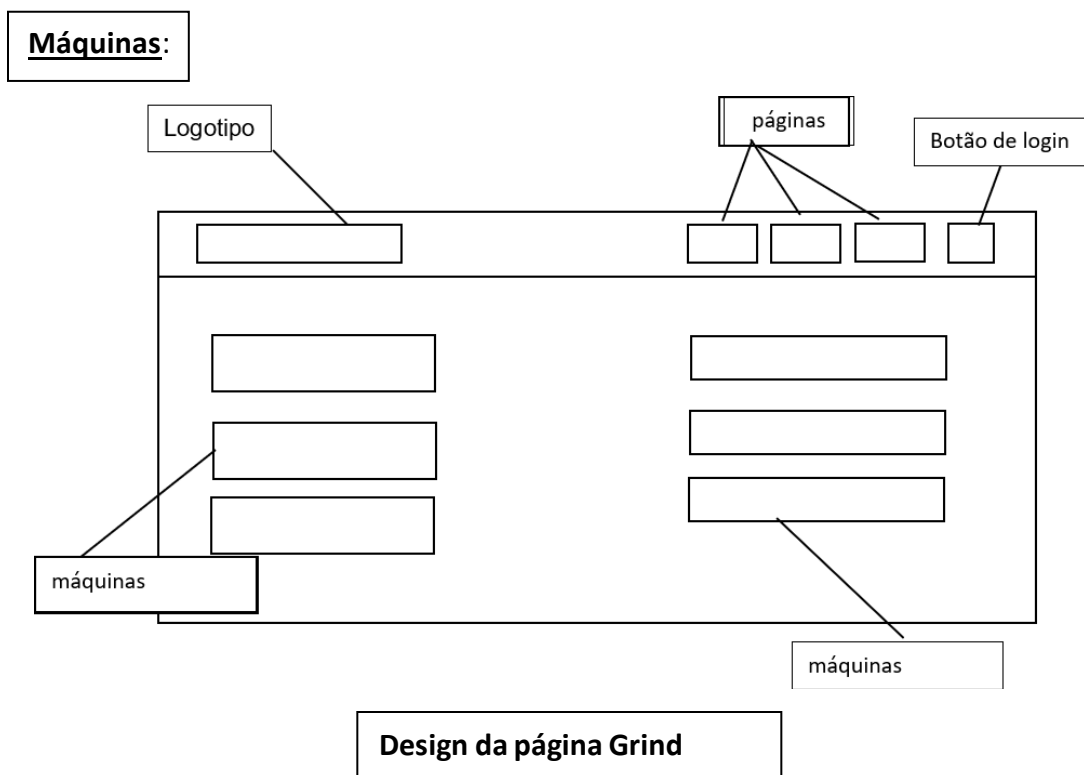 Máquinas:
Logotipo
páginas
Botão de login
máquinas
máquinas
Design da página Grind